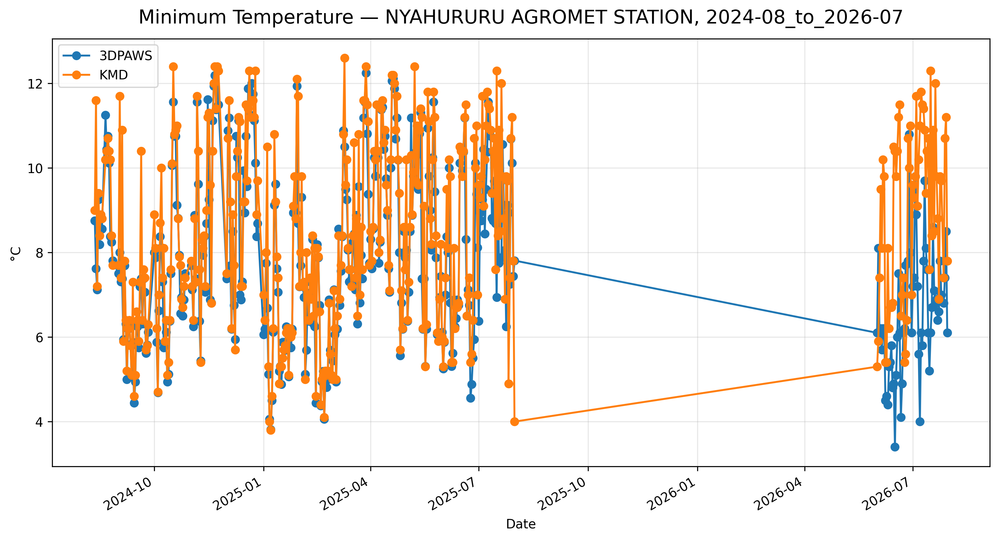 Minimum Temperature — NYAHURURU AGROMET STATION, 2024-08_to_2026-07
3DPAWS
KMD
12
10
8
6
4
°C
2024-10
2025-01
2025-04
2025-07
2025-10
2026-01
2026-04
2026-07
Date